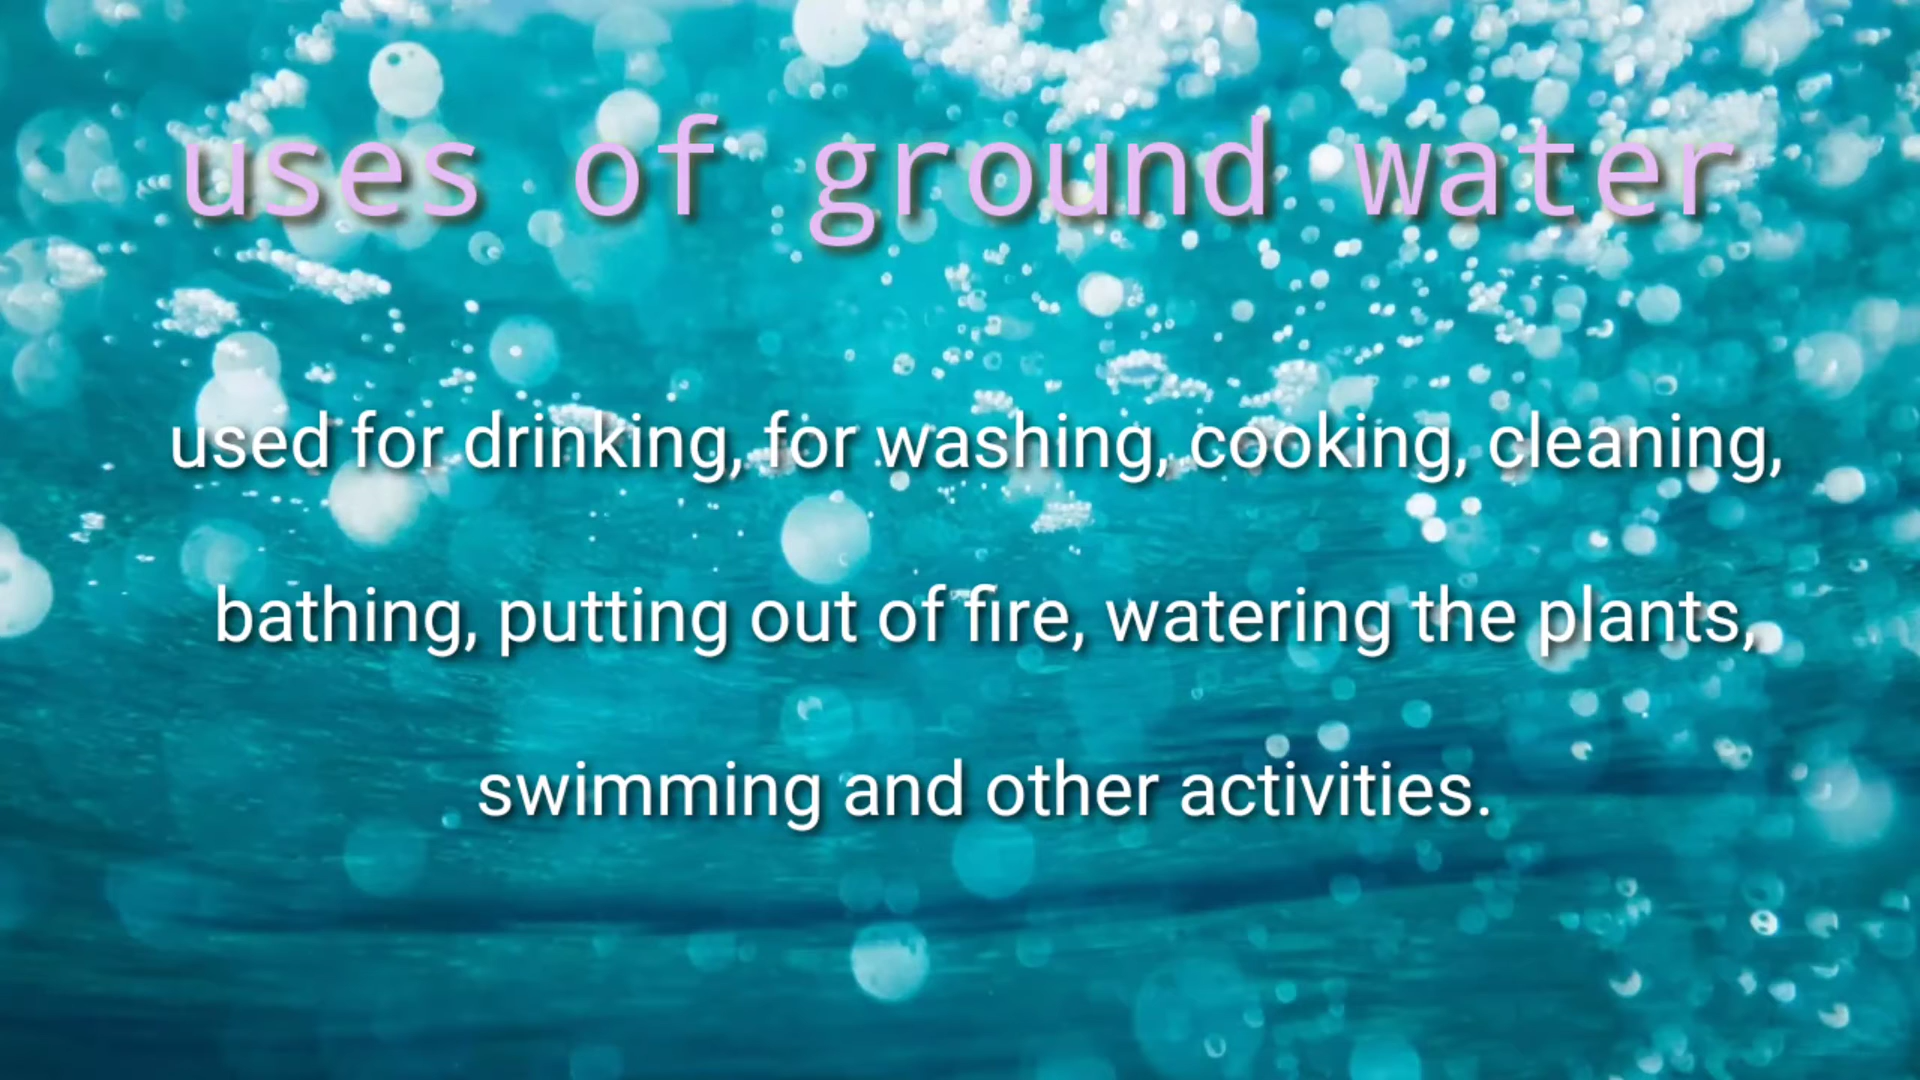 uses of ground water
used for drinking, for washing, cooking, cleaning,
bathing, putting out of fire, watering the plants,
swimming and other activities.